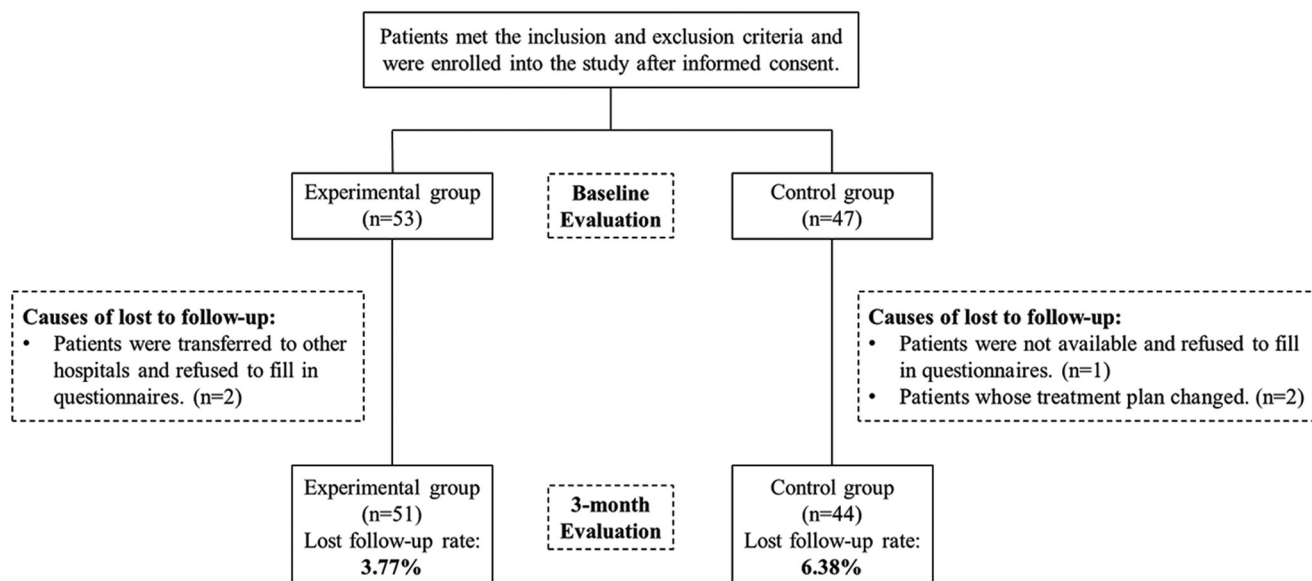 Patients met the inclusion and exclusion criteria and
were enrolled into the study after informed consent.
Experimental group
(n=53)
Baseline
Evaluation
Control group
(n=47)
Causes of lost to follow-up:
• Patients were transferred to other
hospitals and refused to fill in
questionnaires. (n=2)
Causes of lost to follow-up:
• Patients were not available and refused to fill
in questionnaires. (n=1)
• Patients whose treatment plan changed. (n=2)
Experimental group
(n=51)
Lost follow-up rate:
3.77%
3-month
Evaluation
Control group
(n=44)
Lost follow-up rate:
6.38%